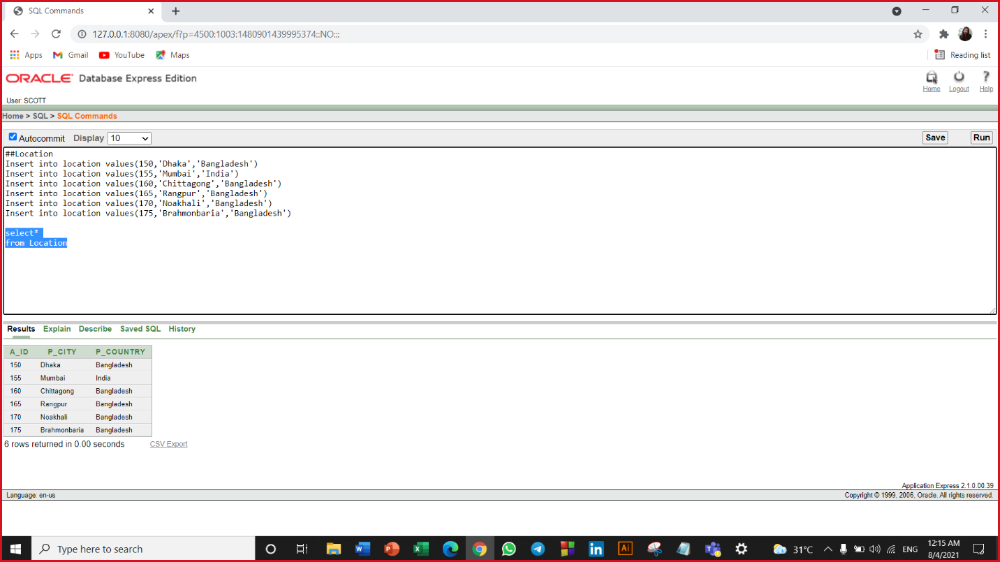 SQL Commands
127.0.0.1:8080/apex/f?p=4500:1003:1480901439995374::NO:::
Apps Gmail YouTube Maps Reading list
ORACLE Database Express Edition
Home Logout Help
User: SCOTT
Home > SQL > SQL Commands
Autocommit Display 10 Save Run
##Location
Insert into location values(150,'Dhaka','Bangladesh')
Insert into location values(155,'Mumbai','India')
Insert into location values(160,'Chittagong','Bangladesh')
Insert into location values(165,'Rangpur','Bangladesh')
Insert into location values(170,'Noakhali','Bangladesh')
Insert into location values(175,'Brahmonbaria','Bangladesh')
select*
from Location
Results Explain Describe Saved SQL History
A_ID P_CITY P_COUNTRY
150 Dhaka Bangladesh
155 Mumbai India
160 Chittagong Bangladesh
165 Rangpur Bangladesh
170 Noakhali Bangladesh
175 Brahmonbaria Bangladesh
6 rows returned in 0.00 seconds CSV Export
Application Express 2.1.0.00.39
Language: en-us Copyright © 1999, 2006, Oracle. All rights reserved.
Type here to search 31°C ENG 12:15 AM
8/4/2021